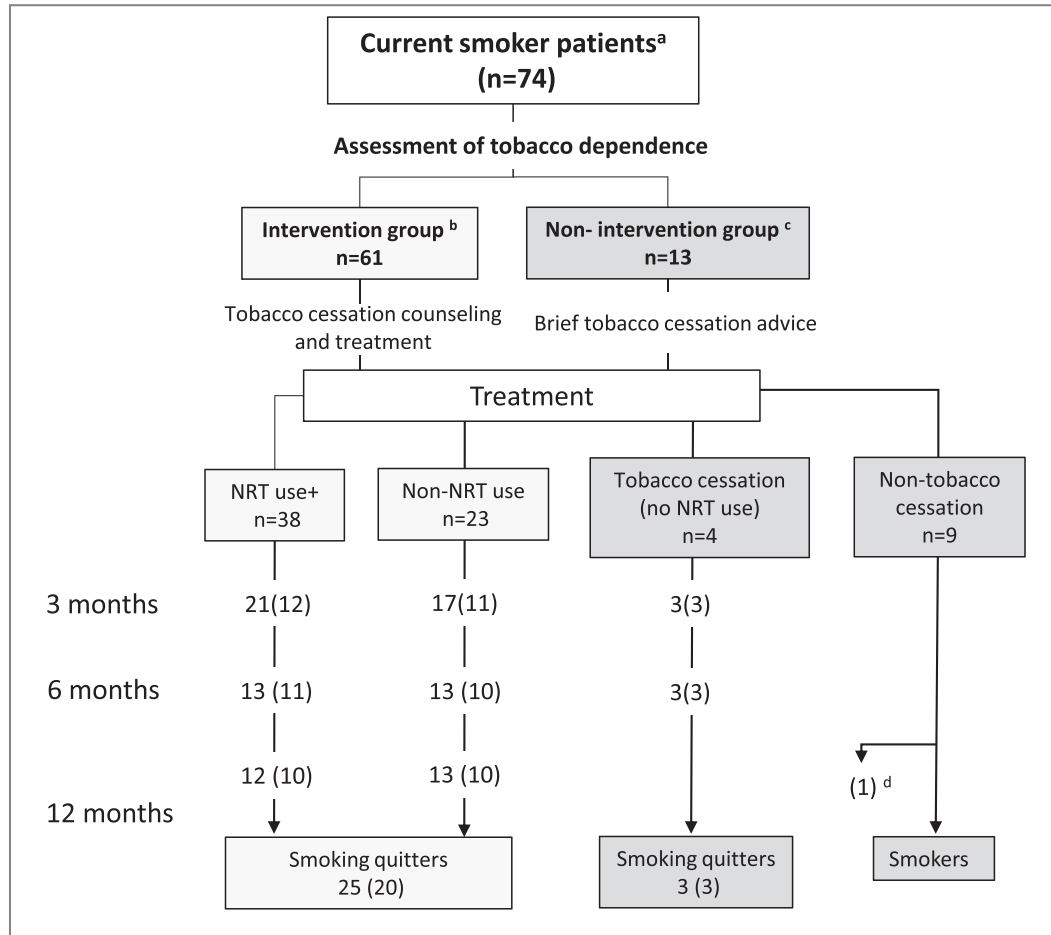 Current smoker patientsᵃ
(n=74)
Assessment of tobacco dependence
Intervention group ᵇ
n=61
Non- intervention group ᶜ
n=13
Tobacco cessation counseling
and treatment
Brief tobacco cessation advice
Treatment
NRT use+
n=38
Non-NRT use
n=23
Tobacco cessation
(no NRT use)
n=4
Non-tobacco
cessation
n=9
3 months
21(12)
17(11)
3(3)
6 months
13 (11)
13 (10)
3(3)
12 (10)
13 (10)
(1) ᵈ
12 months
Smoking quitters
25 (20)
Smoking quitters
3 (3)
Smokers